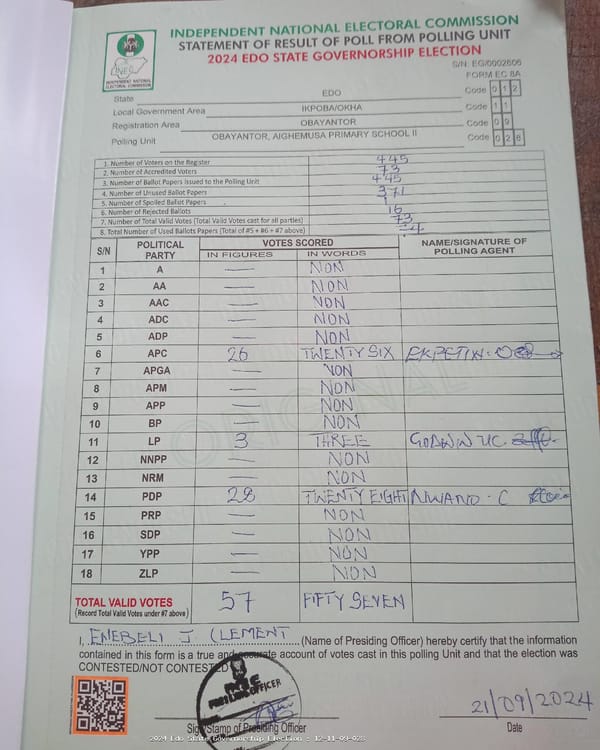 INDEPENDENT NATIONAL ELECTORAL COMMISSION
STATEMENT OF RESULT OF POLL FROM POLLING UNIT
2024 EDO STATE GOVERNORSHIP ELECTION
INEC
INDEPENDENT NATIONAL ELECTORAL COMMISSION
S/N: EG/0002606
FORM EC 8A
State EDO Code 0 1 2
Local Government Area IKPOBA/OKHA Code 1 1
Registration Area OBAYANTOR Code 0 9
Polling Unit OBAYANTOR, AIGHEMUSA PRIMARY SCHOOL II Code 0 2 8
1. Number of Voters on the Register 445
2. Number of Accredited Voters 73
3. Number of Ballot Papers Issued to the Polling Unit 445
4. Number of Unused Ballot Papers 371
5. Number of Spoiled Ballot Papers 1
6. Number of Rejected Ballots 16
7. Number of Total Valid Votes (Total Valid Votes cast for all parties) 73
8. Total Number of Used Ballots Papers (Total of #5 + #6 + #7 above)
S/N POLITICAL PARTY VOTES SCORED NAME/SIGNATURE OF POLLING AGENT
IN FIGURES IN WORDS
1 A — NON
2 AA — NON
3 AAC — NON
4 ADC — NON
5 ADP — NON
6 APC 26 TWENTY SIX EKPETIN.
7 APGA — NON
8 APM — NON
9 APP — NON
10 BP — NON
11 LP 3 THREE GODWIN UC.
12 NNPP — NON
13 NRM — NON
14 PDP 28 TWENTY EIGHT NWANO. C
15 PRP — NON
16 SDP — NON
17 YPP — NON
18 ZLP — NON
TOTAL VALID VOTES 57 FIFTY SEVEN
(Record Total Valid Votes under #7 above)
I, ENEBELI J CLEMENT (Name of Presiding Officer) hereby certify that the information
contained in this form is a true and accurate account of votes cast in this polling Unit and that the election was
CONTESTED/NOT CONTESTED
INEC
PRESIDING OFFICER
21/09/2024
Sign/Stamp of Presiding Officer Date
2024 Edo State Governorship Election - 12-11-09-028